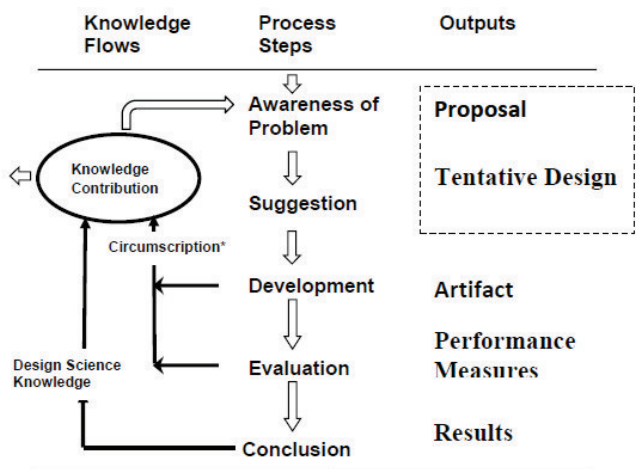 Knowledge Process Outputs
Flows Steps
Awareness of Proposal
Problem
Knowledge Tentative Design
Contribution
Suggestion
Circumscription*
Development Artifact
Performance
Design Science Evaluation Measures
Knowledge
Results
Conclusion